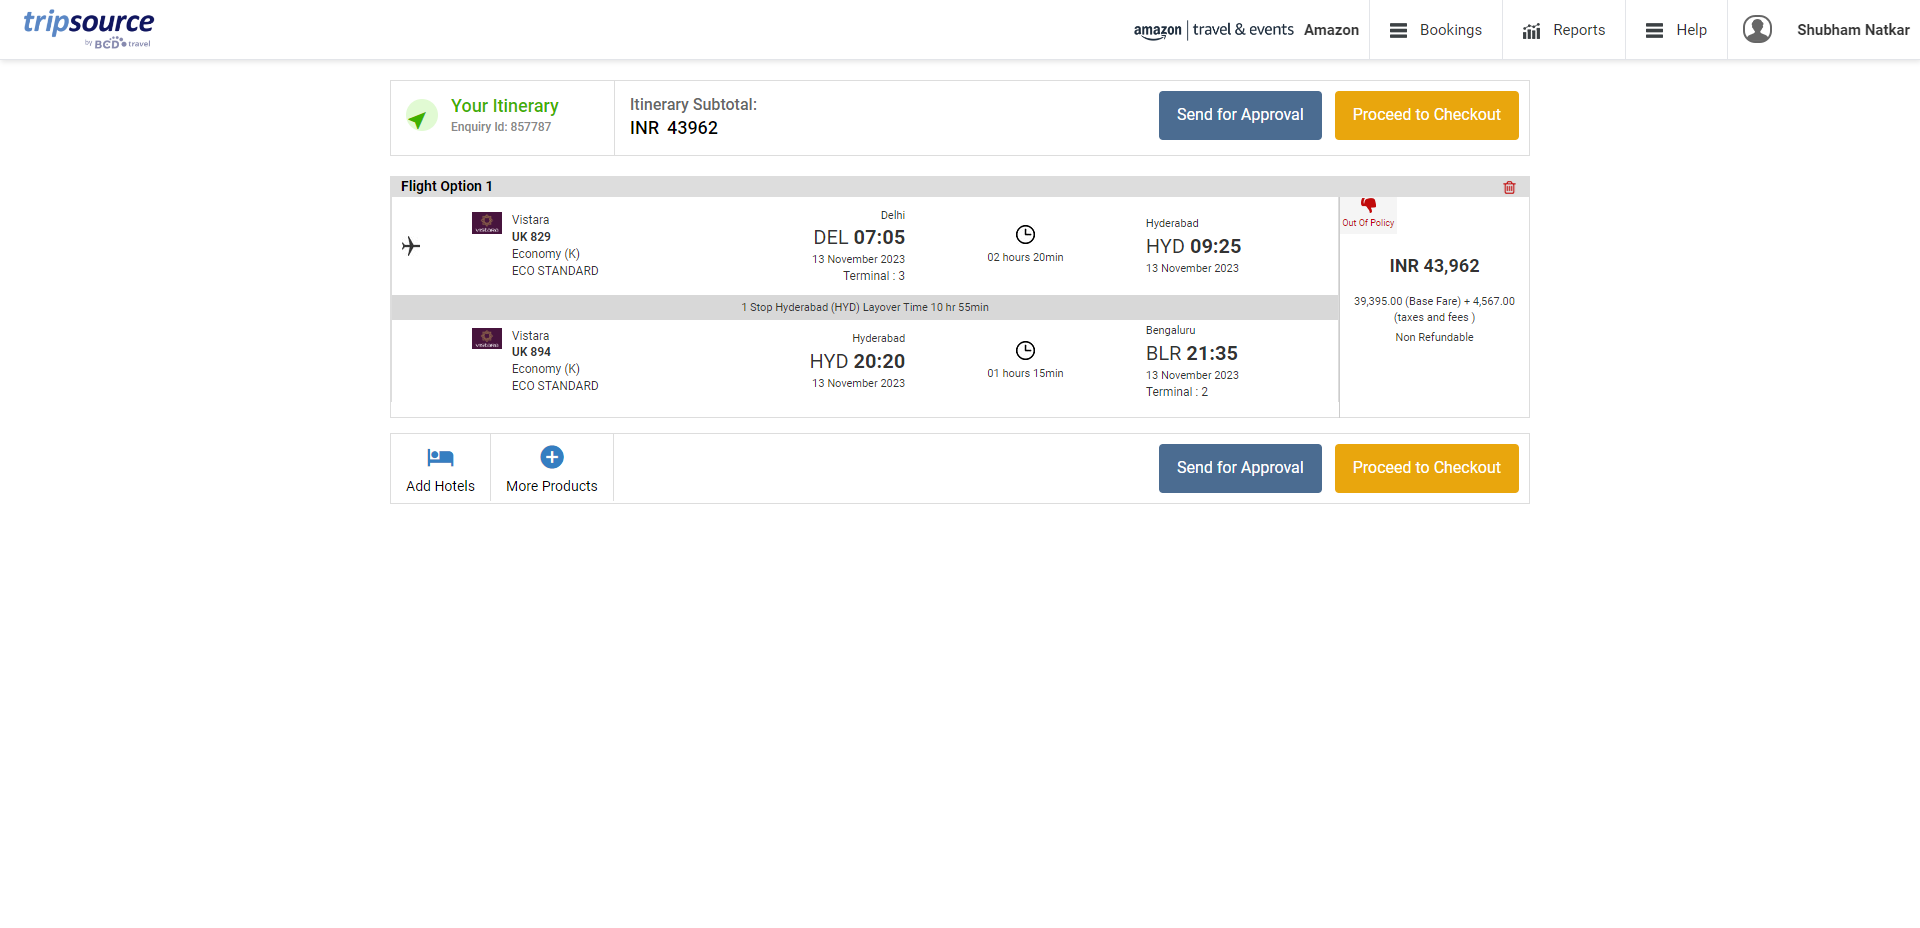 tripsource
by BCD travel
amazon | travel & events Amazon
Bookings
Reports
Help
Shubham Natkar
Your Itinerary
Enquiry Id: 857787
Itinerary Subtotal:
INR 43962
Send for Approval
Proceed to Checkout
Flight Option 1
Vistara
UK 829
Economy (K)
ECO STANDARD
Delhi
DEL 07:05
13 November 2023
Terminal : 3
02 hours 20min
Hyderabad
HYD 09:25
13 November 2023
Out Of Policy
INR 43,962
39,395.00 (Base Fare) + 4,567.00
(taxes and fees )
Non Refundable
1 Stop Hyderabad (HYD) Layover Time 10 hr 55min
VISTARA
Vistara
UK 894
Economy (K)
ECO STANDARD
Hyderabad
HYD 20:20
13 November 2023
01 hours 15min
Bengaluru
BLR 21:35
13 November 2023
Terminal : 2
Add Hotels
More Products
Send for Approval
Proceed to Checkout